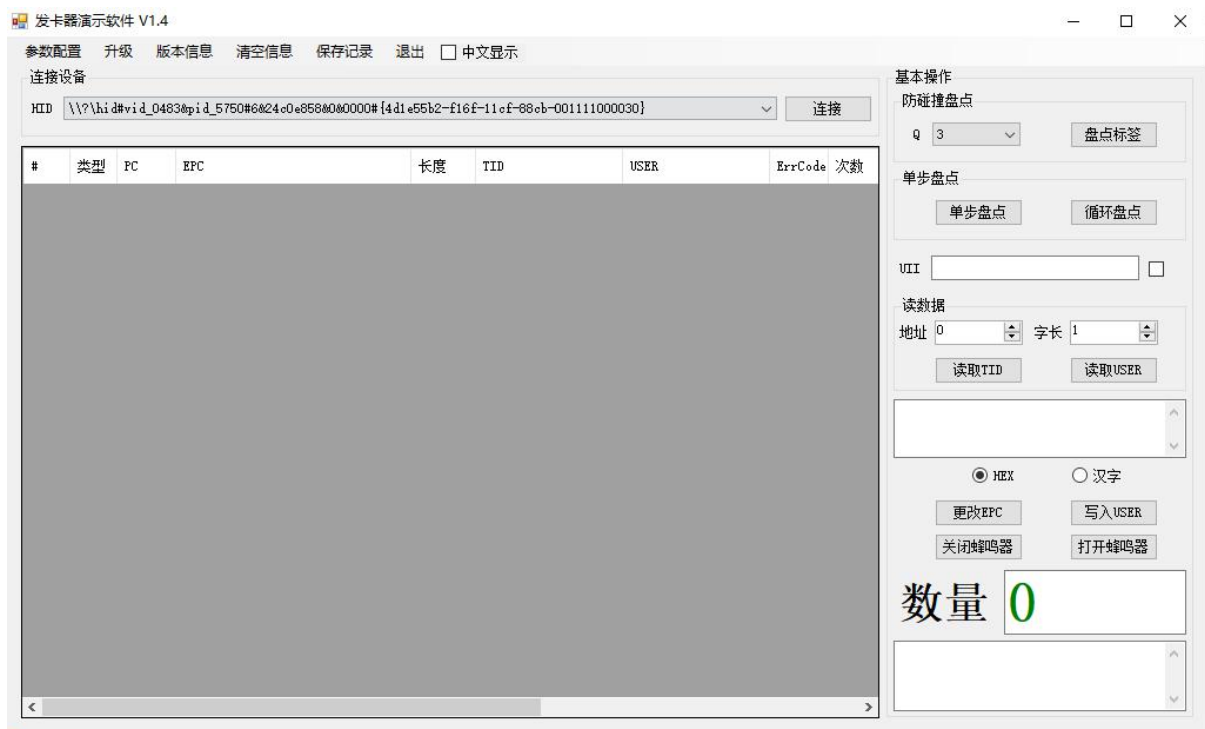 发卡器演示软件 V1.4
参数配置 升级 版本信息 清空信息 保存记录 退出 中文显示
连接设备
HID \\?\hid#vid_0483&pid_5750#6&24c0e858&0&0000#{4d1e55b2-f16f-11cf-88cb-001111000030} 连接
# 类型 PC EPC 长度 TID USER ErrCode 次数
基本操作
防碰撞盘点
Q 3 盘点标签
单步盘点
单步盘点 循环盘点
UII
读数据
地址 0 字长 1
读取TID 读取USER
HEX 汉字
更改EPC 写入USER
关闭蜂鸣器 打开蜂鸣器
数量 0